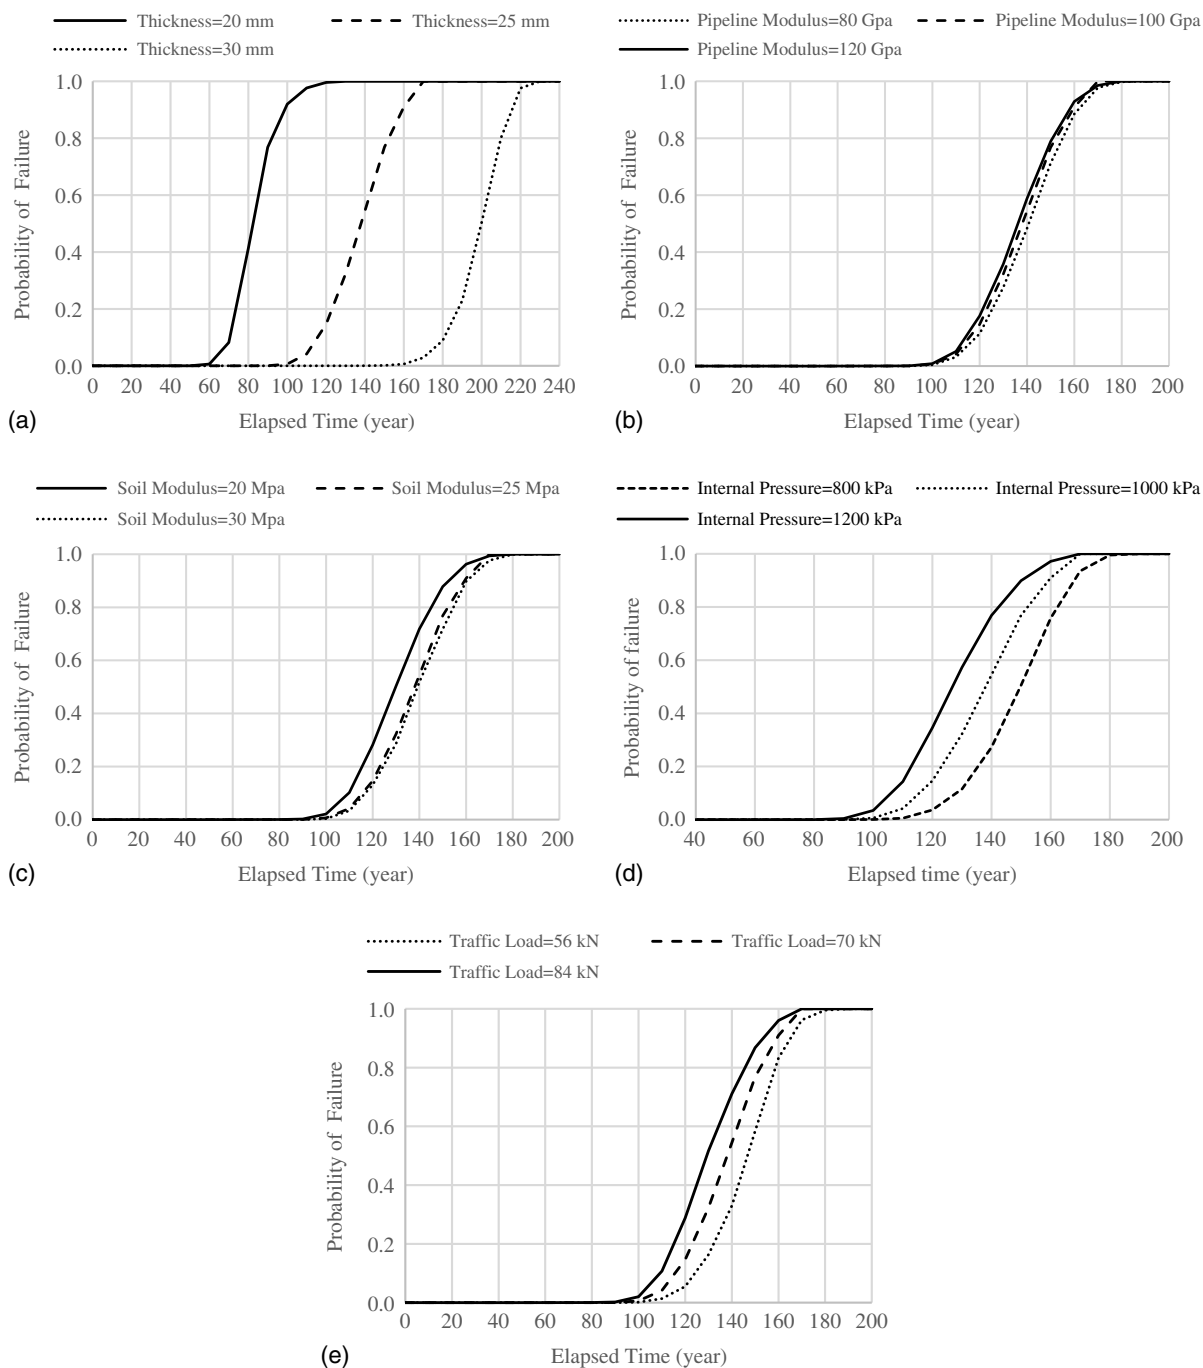 Thickness=20 mm Thickness=25 mm
Thickness=30 mm
1.0
0.8
0.6
0.4
0.2
0.0
Probability of Failure
0 20 40 60 80 100 120 140 160 180 200 220 240
Elapsed Time (year)
(a)
Pipeline Modulus=80 Gpa Pipeline Modulus=100 Gpa
Pipeline Modulus=120 Gpa
1.0
0.8
0.6
0.4
0.2
0.0
Probability of Failure
0 20 40 60 80 100 120 140 160 180 200
Elapsed Time (year)
(b)
Soil Modulus=20 Mpa Soil Modulus=25 Mpa
Soil Modulus=30 Mpa
1.0
0.8
0.6
0.4
0.2
0.0
Probability of Failure
0 20 40 60 80 100 120 140 160 180 200
Elapsed Time (year)
(c)
Internal Pressure=800 kPa Internal Pressure=1000 kPa
Internal Pressure=1200 kPa
1.0
0.8
0.6
0.4
0.2
0.0
Probability of failure
40 60 80 100 120 140 160 180 200
Elapsed time (year)
(d)
Traffic Load=56 kN Traffic Load=70 kN
Traffic Load=84 kN
1.0
0.8
0.6
0.4
0.2
0.0
Probability of Failure
0 20 40 60 80 100 120 140 160 180 200
Elapsed Time (year)
(e)